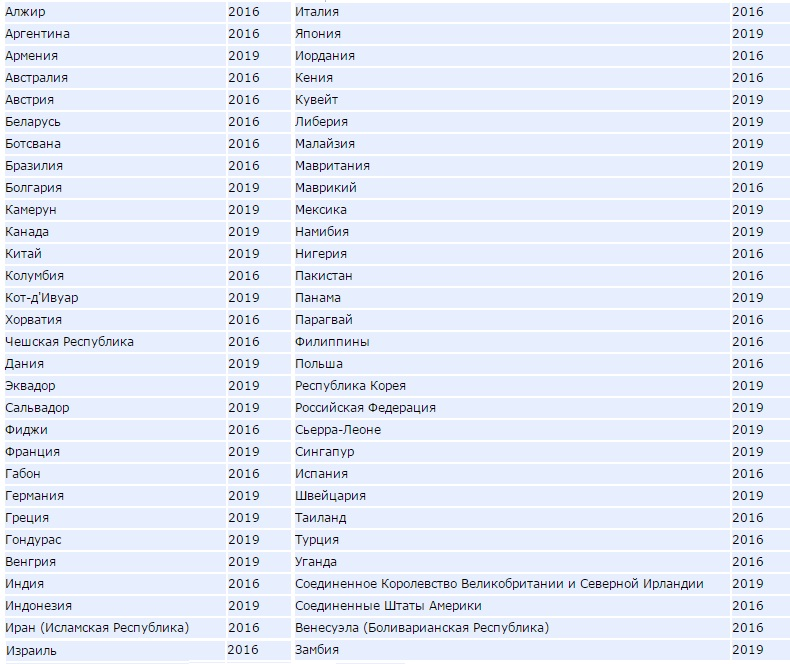 Алжир 2016 Италия 2016
Аргентина 2016 Япония 2019
Армения 2019 Иордания 2016
Австралия 2016 Кения 2016
Австрия 2016 Кувейт 2019
Беларусь 2016 Либерия 2019
Ботсвана 2016 Малайзия 2019
Бразилия 2016 Мавритания 2019
Болгария 2019 Маврикий 2016
Камерун 2019 Мексика 2019
Канада 2019 Намибия 2019
Китай 2019 Нигерия 2016
Колумбия 2016 Пакистан 2016
Кот-д'Ивуар 2019 Панама 2019
Хорватия 2016 Парагвай 2016
Чешская Республика 2016 Филиппины 2016
Дания 2019 Польша 2016
Эквадор 2019 Республика Корея 2019
Сальвадор 2019 Российская Федерация 2019
Фиджи 2016 Сьерра-Леоне 2019
Франция 2019 Сингапур 2019
Габон 2016 Испания 2016
Германия 2019 Швейцария 2019
Греция 2019 Таиланд 2016
Гондурас 2019 Турция 2016
Венгрия 2019 Уганда 2016
Индия 2016 Соединенное Королевство Великобритании и Северной Ирландии 2019
Индонезия 2019 Соединенные Штаты Америки 2016
Иран (Исламская Республика) 2016 Венесуэла (Боливарианская Республика) 2016
Израиль 2016 Замбия 2019